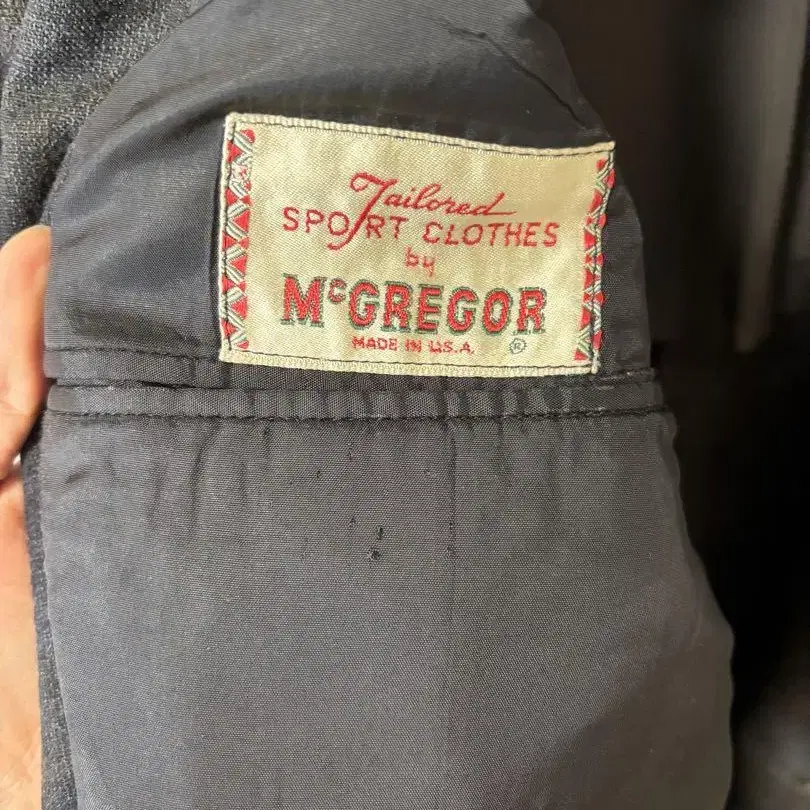 Tailored
SPORT CLOTHES
by
McGREGOR
MADE IN U.S.A. ®